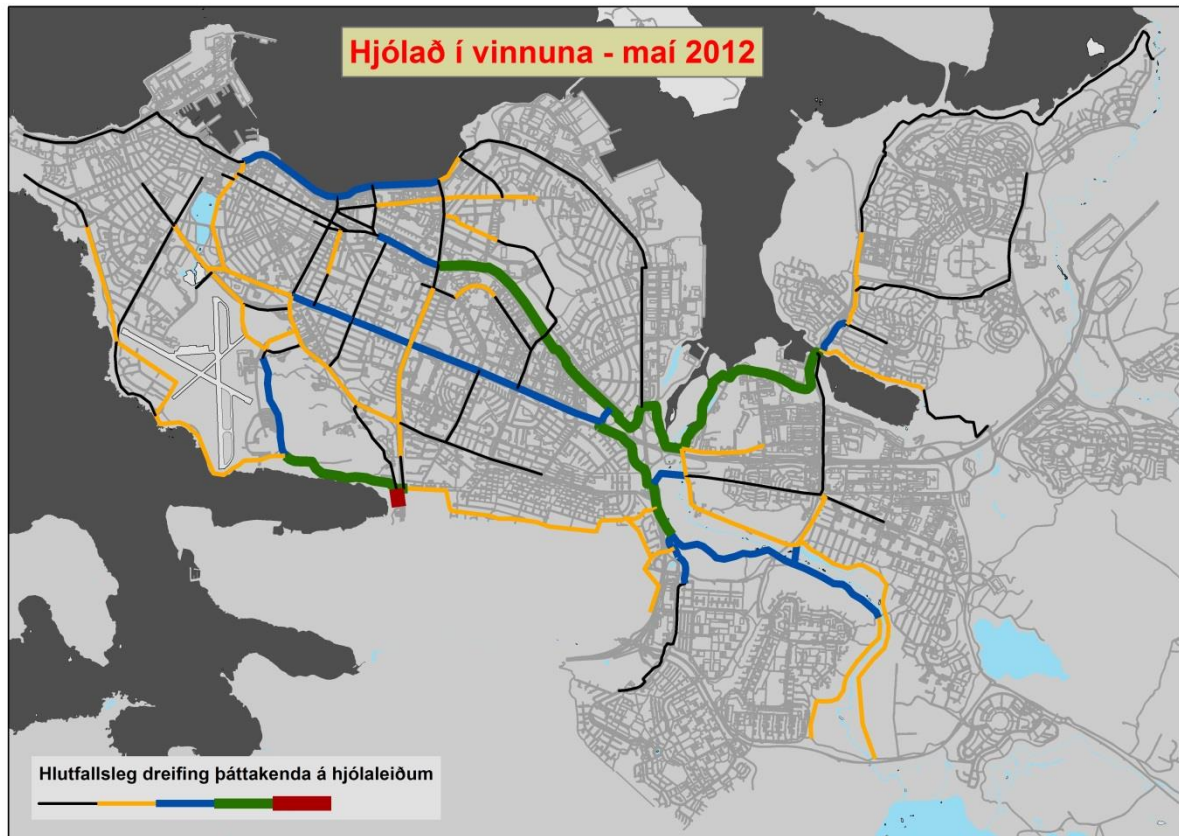 Hjólað í vinnuna - maí 2012
Hlutfallsleg dreifing þáttakenda á hjólaleiðum